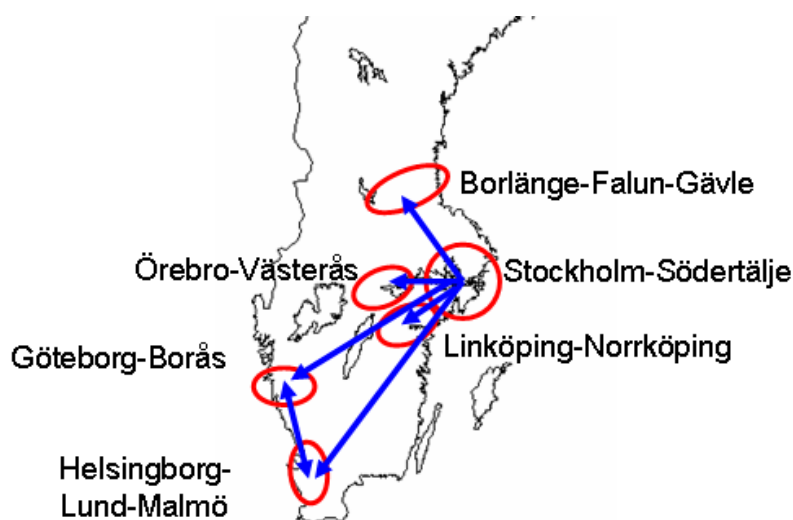 Borlänge-Falun-Gävle
Örebro-Västerås
Stockholm-Södertälje
Linköping-Norrköping
Göteborg-Borås
Helsingborg-
Lund-Malmö